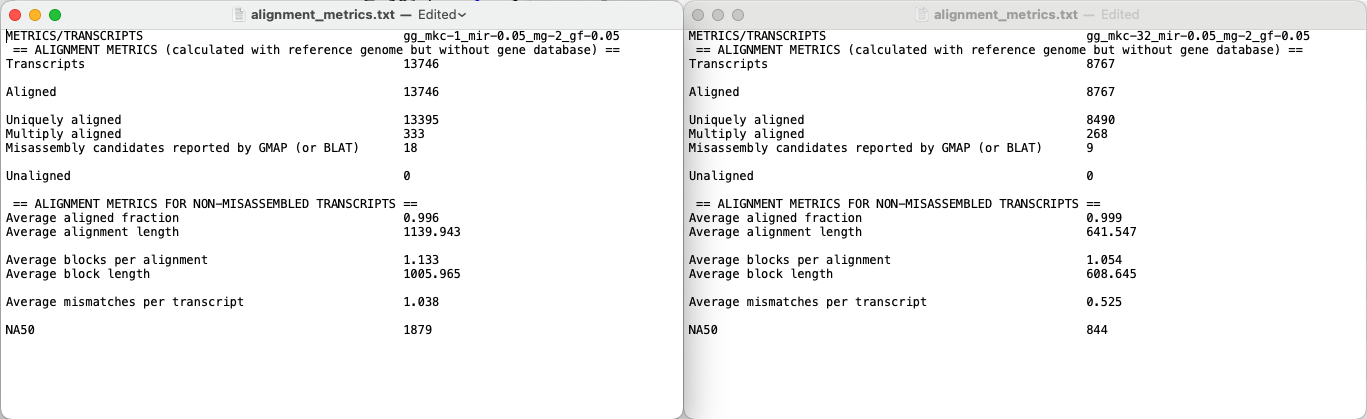 alignment_metrics.txt — Edited
METRICS/TRANSCRIPTS gg_mkc-1_mir-0.05_mg-2_gf-0.05
== ALIGNMENT METRICS (calculated with reference genome but without gene database) ==
Transcripts 13746
Aligned 13746
Uniquely aligned 13395
Multiply aligned 333
Misassembly candidates reported by GMAP (or BLAT) 18
Unaligned 0
== ALIGNMENT METRICS FOR NON-MISASSEMBLED TRANSCRIPTS ==
Average aligned fraction 0.996
Average alignment length 1139.943
Average blocks per alignment 1.133
Average block length 1005.965
Average mismatches per transcript 1.038
NA50 1879
alignment_metrics.txt — Edited
METRICS/TRANSCRIPTS gg_mkc-32_mir-0.05_mg-2_gf-0.05
== ALIGNMENT METRICS (calculated with reference genome but without gene database) ==
Transcripts 8767
Aligned 8767
Uniquely aligned 8490
Multiply aligned 268
Misassembly candidates reported by GMAP (or BLAT) 9
Unaligned 0
== ALIGNMENT METRICS FOR NON-MISASSEMBLED TRANSCRIPTS ==
Average aligned fraction 0.999
Average alignment length 641.547
Average blocks per alignment 1.054
Average block length 608.645
Average mismatches per transcript 0.525
NA50 844